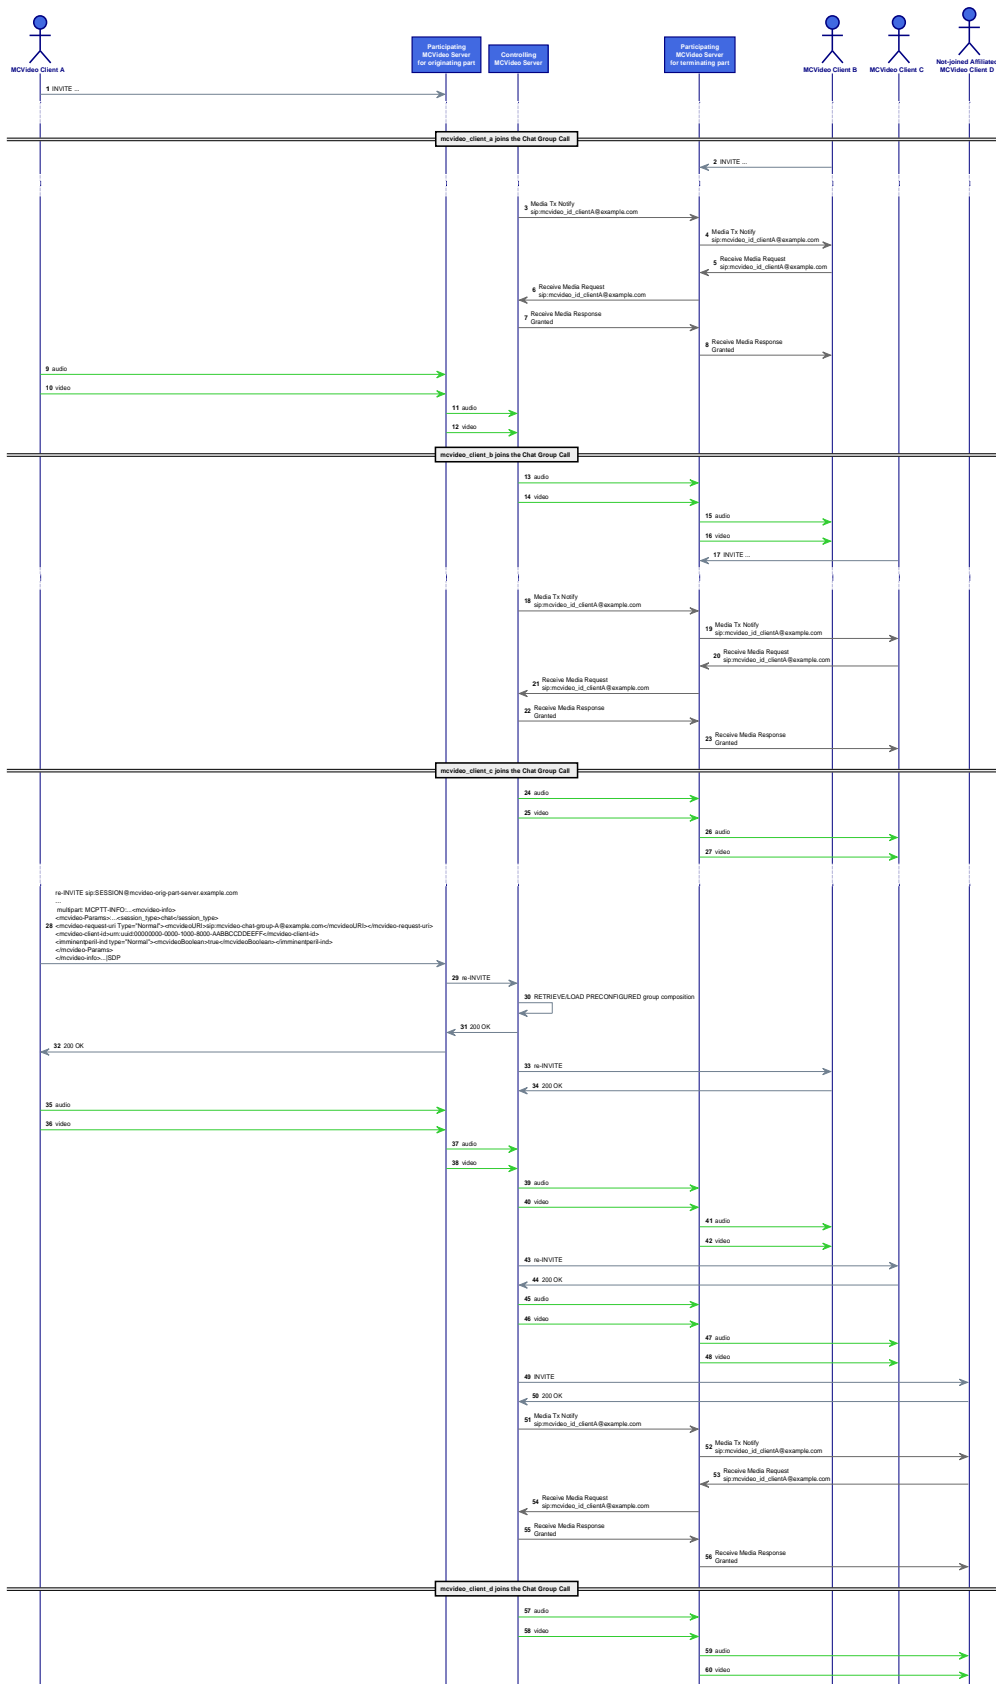 MCVideo Client A
Participating
MCVideo Server
for originating part
Controlling
MCVideo Server
Participating
MCVideo Server
for terminating part
MCVideo Client B
MCVideo Client C
Not-joined Affiliated
MCVideo Client D
1 INVITE ...
mcvideo_client_a joins the Chat Group Call
2 INVITE ...
3 Media Tx Notify
sip:mcvideo_id_clientA@example.com
4 Media Tx Notify
sip:mcvideo_id_clientA@example.com
5 Receive Media Request
sip:mcvideo_id_clientA@example.com
6 Receive Media Request
sip:mcvideo_id_clientA@example.com
7 Receive Media Response
Granted
8 Receive Media Response
Granted
9 audio
10 video
11 audio
12 video
mcvideo_client_b joins the Chat Group Call
13 audio
14 video
15 audio
16 video
17 INVITE ...
18 Media Tx Notify
sip:mcvideo_id_clientA@example.com
19 Media Tx Notify
sip:mcvideo_id_clientA@example.com
20 Receive Media Request
sip:mcvideo_id_clientA@example.com
21 Receive Media Request
sip:mcvideo_id_clientA@example.com
22 Receive Media Response
Granted
23 Receive Media Response
Granted
mcvideo_client_c joins the Chat Group Call
24 audio
25 video
26 audio
27 video
re-INVITE sip:SESSION@mcvideo-orig-part-server.example.com
...
multipart: MCPTT-INFO:...<mcvideo-info>
<mcvideo-Params>:...<session_type>chat</session_type>
28 <mcvideo-request-uri Type="Normal"><mcvideoURI>sip:mcvideo-chat-group-A@example.com</mcvideoURI></mcvideo-request-uri>
<mcvideo-client-id>urn:uuid:00000000-0000-1000-8000-AABBCCDDEEFF</mcvideo-client-id>
<imminentperil-ind type="Normal"><mcvideoBoolean>true</mcvideoBoolean></imminentperil-ind>
</mcvideo-Params>
</mcvideo-info>...|SDP
29 re-INVITE
30 RETRIEVE/LOAD PRECONFIGURED group composition
31 200 OK
32 200 OK
33 re-INVITE
34 200 OK
35 audio
36 video
37 audio
38 video
39 audio
40 video
41 audio
42 video
43 re-INVITE
44 200 OK
45 audio
46 video
47 audio
48 video
49 INVITE
50 200 OK
51 Media Tx Notify
sip:mcvideo_id_clientA@example.com
52 Media Tx Notify
sip:mcvideo_id_clientA@example.com
53 Receive Media Request
sip:mcvideo_id_clientA@example.com
54 Receive Media Request
sip:mcvideo_id_clientA@example.com
55 Receive Media Response
Granted
56 Receive Media Response
Granted
mcvideo_client_d joins the Chat Group Call
57 audio
58 video
59 audio
60 video